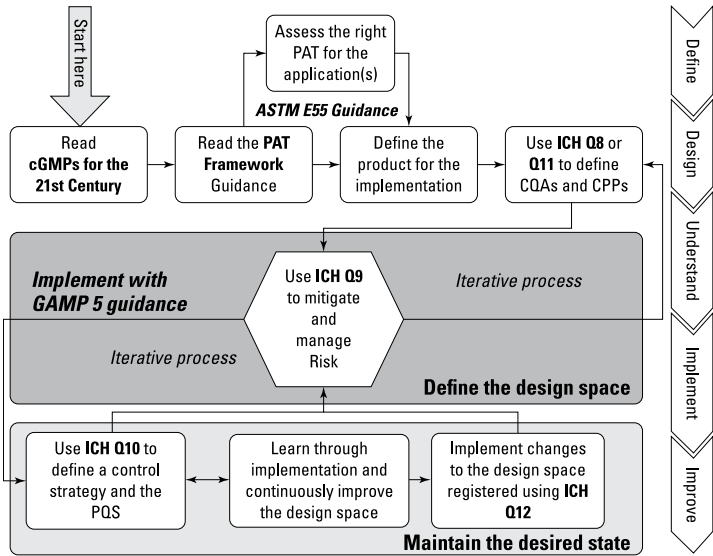 Start here
Assess the right
PAT for the
application(s)
ASTM E55 Guidance
Read
cGMPs for the
21st Century
Read the PAT
Framework
Guidance
Define the
product for the
implementation
Use ICH Q8 or
Q11 to define
CQAs and CPPs
Implement with
GAMP 5 guidance
Use ICH Q9
to mitigate
and
manage
Risk
Iterative process
Iterative process
Define the design space
Use ICH Q10 to
define a control
strategy and the
PQS
Learn through
implementation and
continuously improve
the design space
Implement changes
to the design space
registered using ICH
Q12
Maintain the desired state
Define
Design
Understand
Implement
Improve